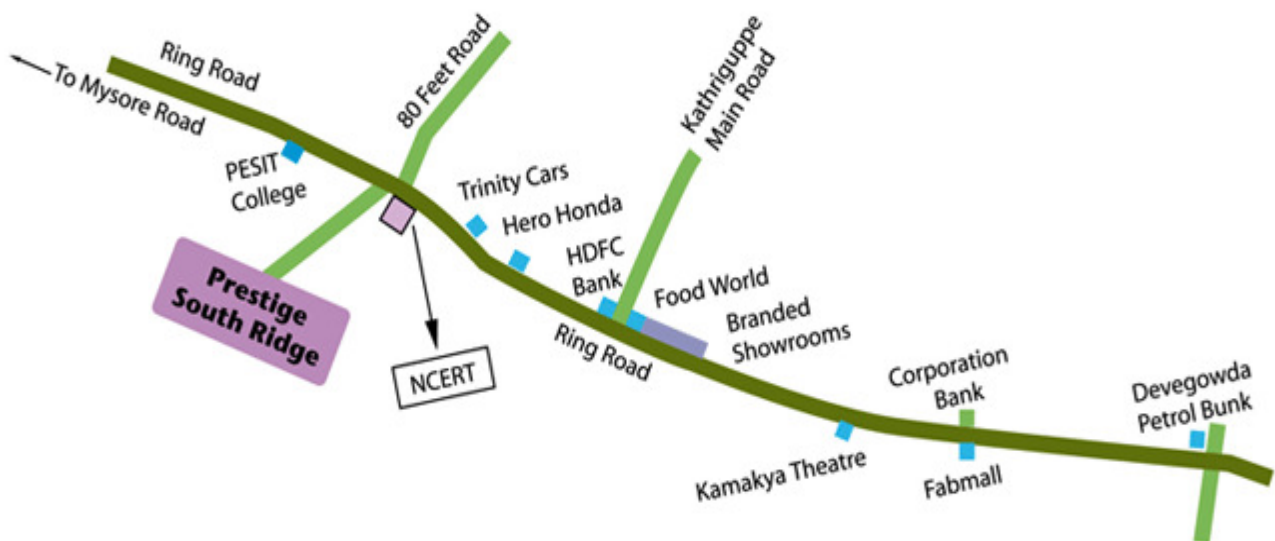 Ring Road
To Mysore Road
80 Feet Road
Kathriguppe
Main Road
PESIT
College
Trinity Cars
Hero Honda
HDFC
Bank
Food World
Branded
Showrooms
Prestige
South Ridge
NCERT
Ring Road
Corporation
Bank
Devegowda
Petrol Bunk
Kamakya Theatre
Fabmall